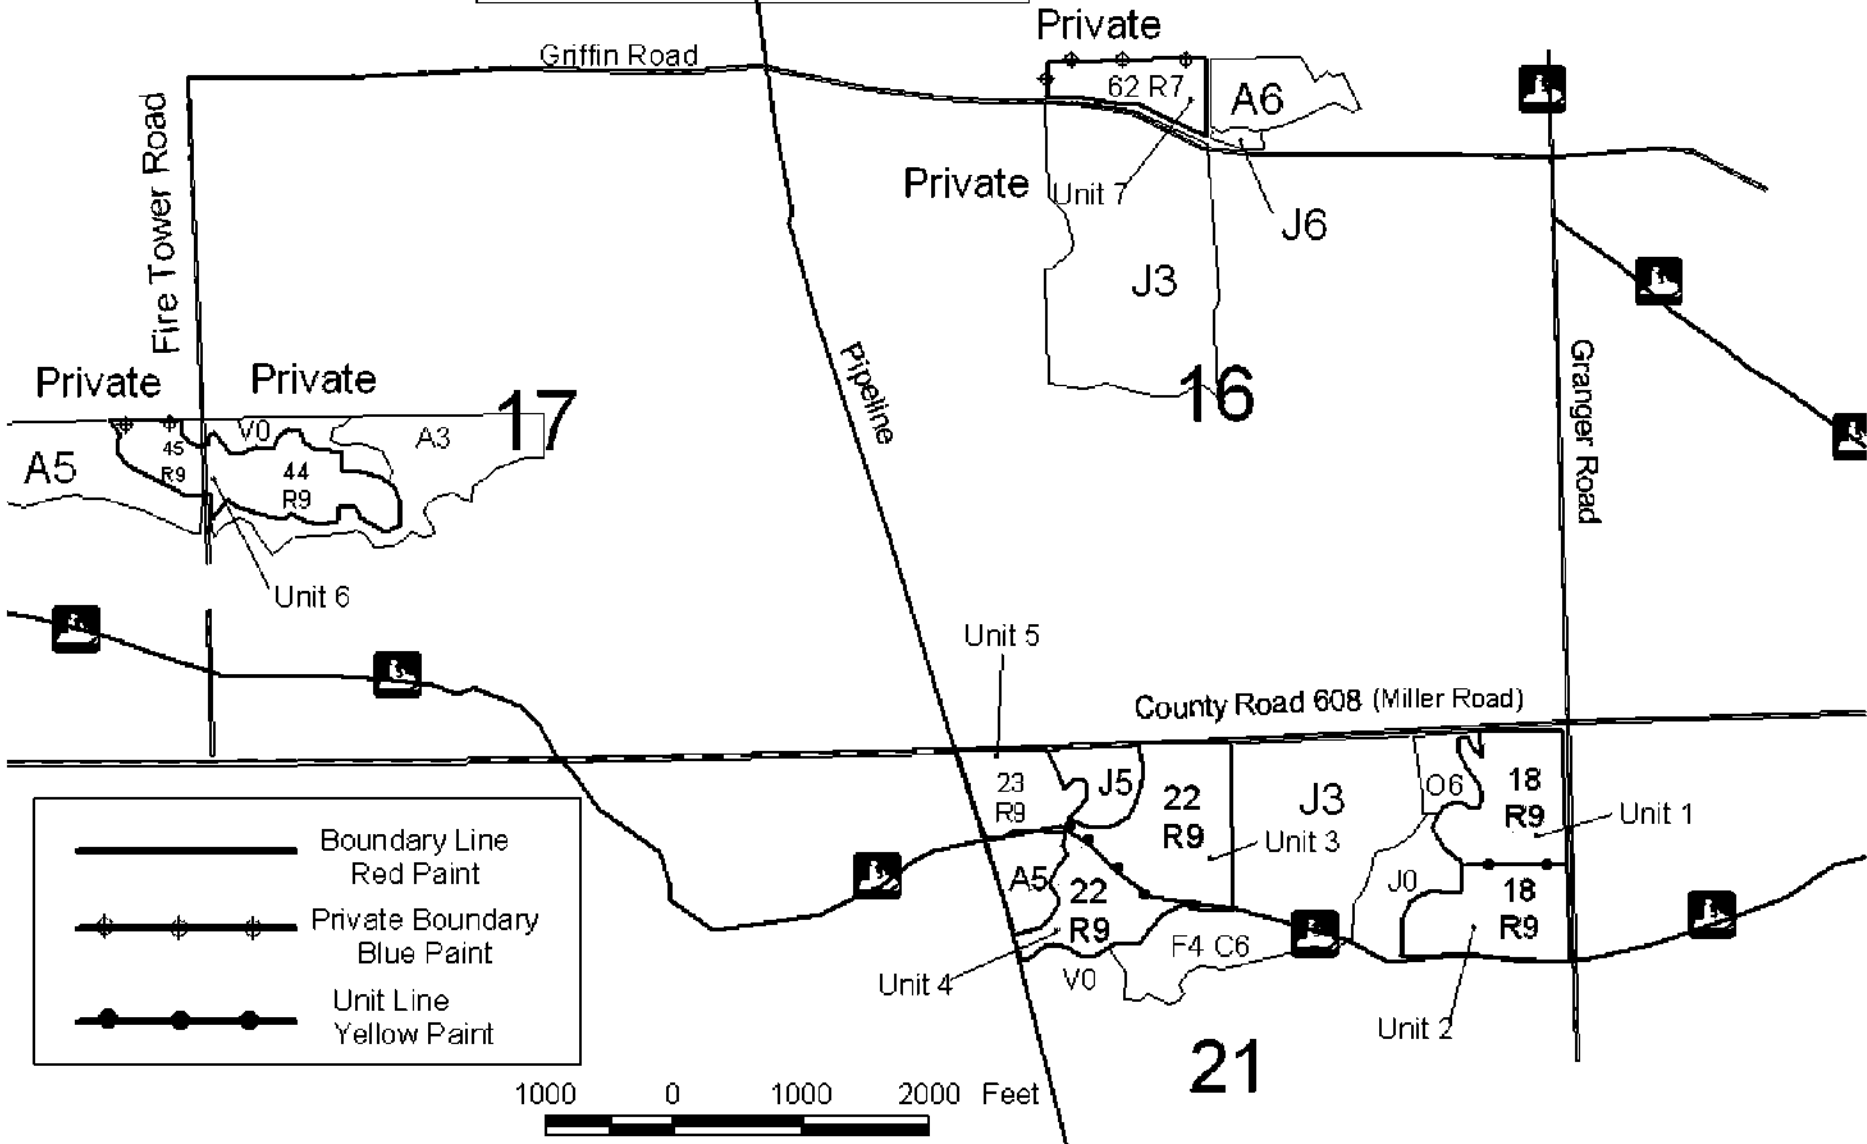 Private
Griffin Road
62 R7
A6
Fire Tower Road
Private
Unit 7
J6
J3
Pipeline
Granger Road
Private
Private
17
16
V0
A3
45
R9
A5
44
R9
Unit 6
Unit 5
County Road 608 (Miller Road)
23
R9
J5
22
R9
J3
O6
18
R9
Unit 1
Unit 3
A5
22
R9
J0
18
R9
F4 C6
Unit 4
V0
Unit 2
21
Boundary Line
Red Paint
Private Boundary
Blue Paint
Unit Line
Yellow Paint
1000 0 1000 2000 Feet